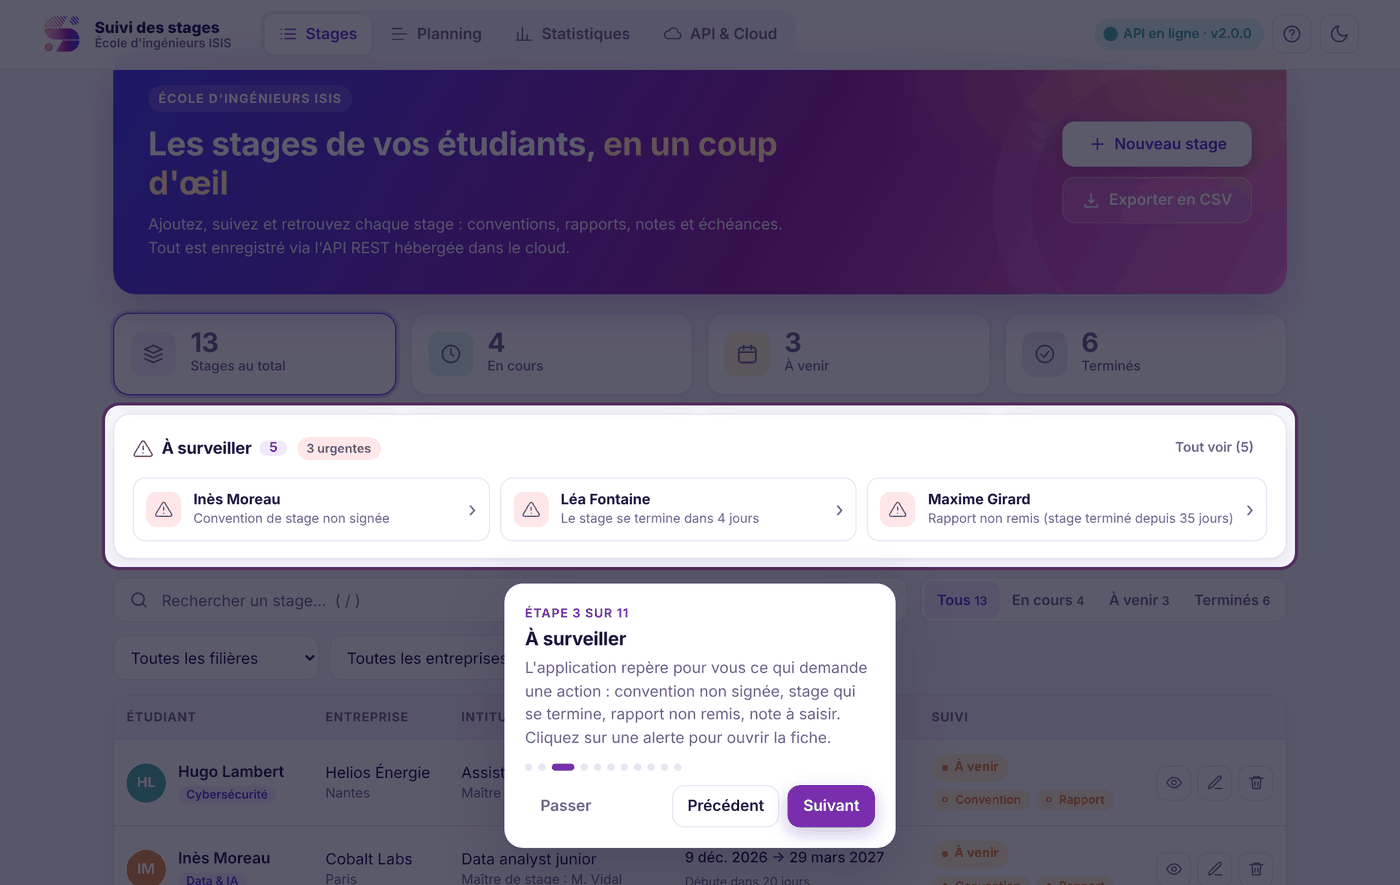 Suivi des stages
École d'ingénieurs ISIS
Stages
Planning
Statistiques
API & Cloud
API en ligne · v2.0.0
ÉCOLE D'INGÉNIEURS ISIS
Les stages de vos étudiants, en un coup
d'œil
Ajoutez, suivez et retrouvez chaque stage : conventions, rapports, notes et échéances.
Tout est enregistré via l'API REST hébergée dans le cloud.
Nouveau stage
Exporter en CSV
13
Stages au total
4
En cours
3
À venir
6
Terminés
À surveiller 5 3 urgentes
Tout voir (5)
Inès Moreau
Convention de stage non signée
Léa Fontaine
Le stage se termine dans 4 jours
Maxime Girard
Rapport non remis (stage terminé depuis 35 jours)
Rechercher un stage... ( / )
Tous 13
En cours 4
À venir 3
Terminés 6
Toutes les filières
Toutes les entreprises
ÉTAPE 3 SUR 11
À surveiller
L'application repère pour vous ce qui demande
une action : convention non signée, stage qui
se termine, rapport non remis, note à saisir.
Cliquez sur une alerte pour ouvrir la fiche.
Passer
Précédent
Suivant
ÉTUDIANT
ENTREPRISE
INTITU
SUIVI
HL
Hugo Lambert
Cybersécurité
Helios Énergie
Nantes
Assist
Maître
À venir
Convention
Rapport
IM
Inès Moreau
Data & IA
Cobalt Labs
Paris
Data analyst junior
Maître de stage : M. Vidal
9 déc. 2026 → 29 mars 2027
Débute dans 20 jours
À venir
Convention
Rapport